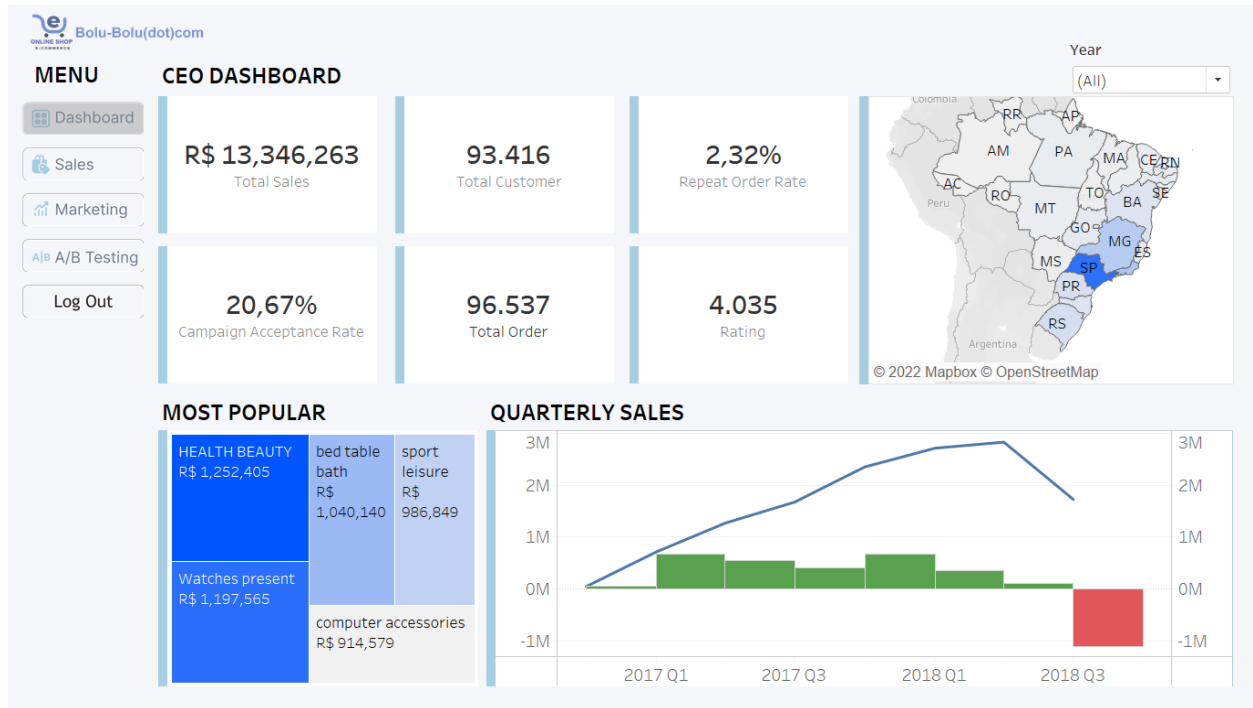 e
ONLINE SHOP
E-COMMERCE
Bolu-Bolu(dot)com
MENU
Dashboard
Sales
Marketing
A|B A/B Testing
Log Out
CEO DASHBOARD
Year
(All)
R$ 13,346,263
Total Sales
93.416
Total Customer
2,32%
Repeat Order Rate
20,67%
Campaign Acceptance Rate
96.537
Total Order
4.035
Rating
Colombia
RR
AP
AM
PA
MA
CE
RN
AC
Peru
RO
TO
SE
BA
MT
GO
MG
ES
MS
SP
PR
RS
Argentina
© 2022 Mapbox © OpenStreetMap
MOST POPULAR
HEALTH BEAUTY
R$ 1,252,405
Watches present
R$ 1,197,565
bed table
bath
R$
1,040,140
sport
leisure
R$
986,849
computer accessories
R$ 914,579
QUARTERLY SALES
3M
2M
1M
0M
-1M
3M
2M
1M
0M
-1M
2017 Q1
2017 Q3
2018 Q1
2018 Q3